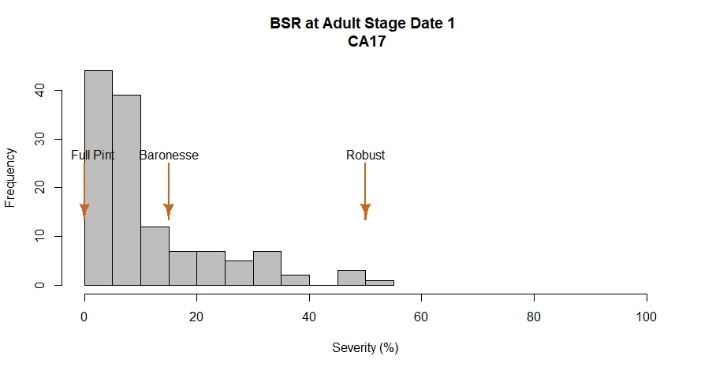 BSR at Adult Stage Date 1
CA17
Frequency
40
30
20
10
0
Full Pint
Baronesse
Robust
0 20 40 60 80 100
Severity (%)